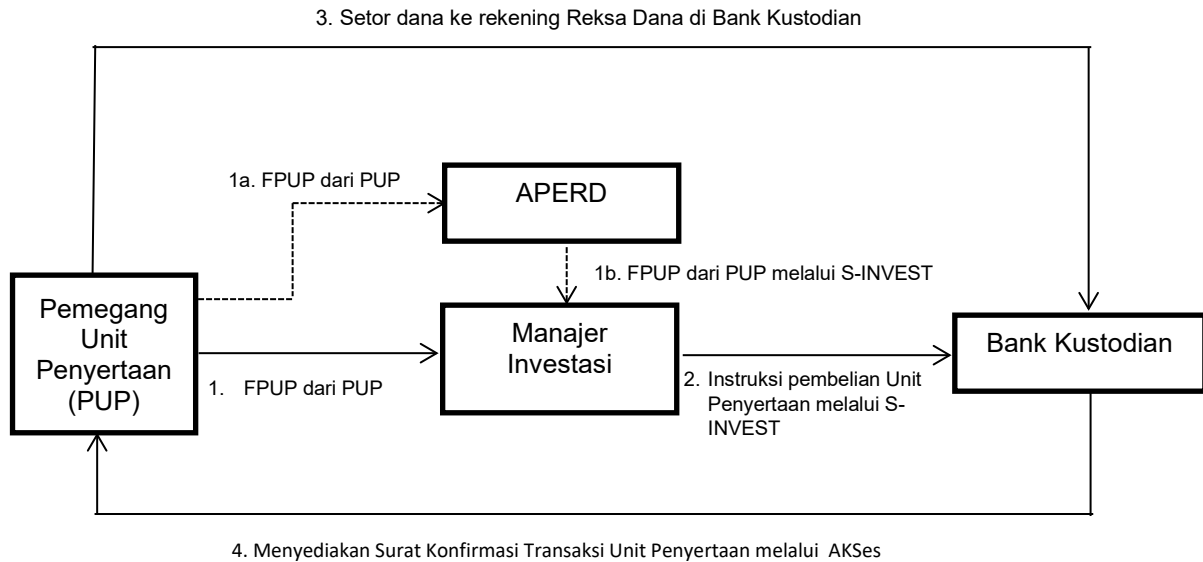 3. Setor dana ke rekening Reksa Dana di Bank Kustodian
1a. FPUP dari PUP
APERD
1b. FPUP dari PUP melalui S-INVEST
Pemegang
Unit
Penyertaan
(PUP)
Manajer
Investasi
Bank Kustodian
1. FPUP dari PUP
2. Instruksi pembelian Unit
Penyertaan melalui S-
INVEST
4. Menyediakan Surat Konfirmasi Transaksi Unit Penyertaan melalui AKSes